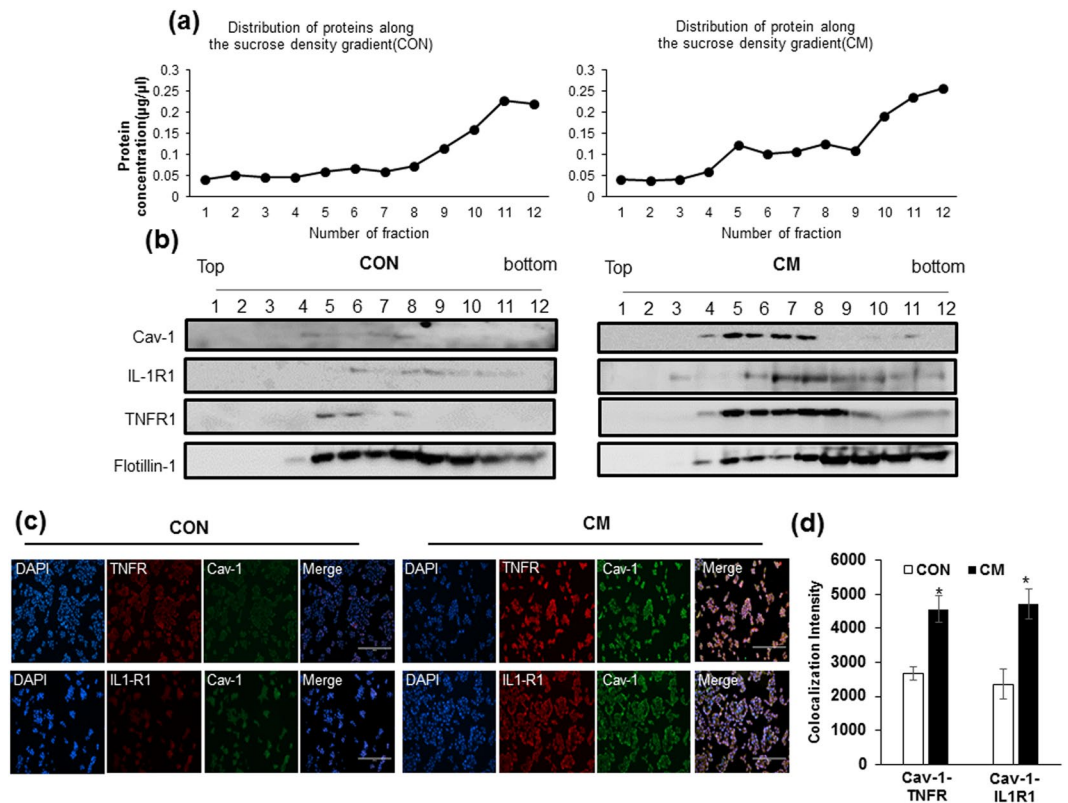 (a)
Distribution of proteins along
the sucrose density gradient(CON)
Protein
concentration(µg/µl)
0.3
0.25
0.2
0.15
0.1
0.05
0
1 2 3 4 5 6 7 8 9 10 11 12
Number of fraction
Distribution of protein along
the sucrose density gradient(CM)
0.3
0.25
0.2
0.15
0.1
0.05
0
1 2 3 4 5 6 7 8 9 10 11 12
Number of fraction
(b)
Top CON bottom
1 2 3 4 5 6 7 8 9 10 11 12
Top CM bottom
1 2 3 4 5 6 7 8 9 10 11 12
Cav-1
IL-1R1
TNFR1
Flotillin-1
(c)
CON
CM
DAPI TNFR Cav-1 Merge
DAPI TNFR Cav-1 Merge
DAPI IL1-R1 Cav-1 Merge
DAPI IL1-R1 Cav-1 Merge
(d)
Colocalization Intensity
6000
5000
4000
3000
2000
1000
0
CON CM
* *
Cav-1-
TNFR
Cav-1-
IL1R1